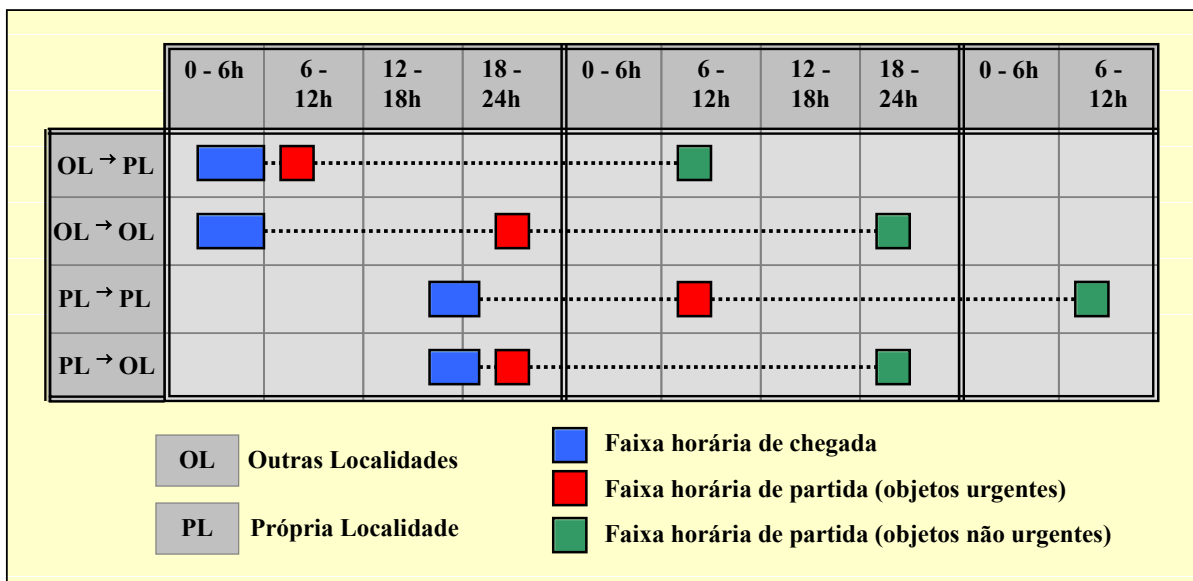 0 - 6h 6 - 12 - 18 - 0 - 6h 6 - 12 - 18 - 0 - 6h 6 -
12h 18h 24h 12h 18h 24h 12h
OL → PL
OL → OL
PL → PL
PL → OL
OL Outras Localidades
PL Própria Localidade
Faixa horária de chegada
Faixa horária de partida (objetos urgentes)
Faixa horária de partida (objetos não urgentes)